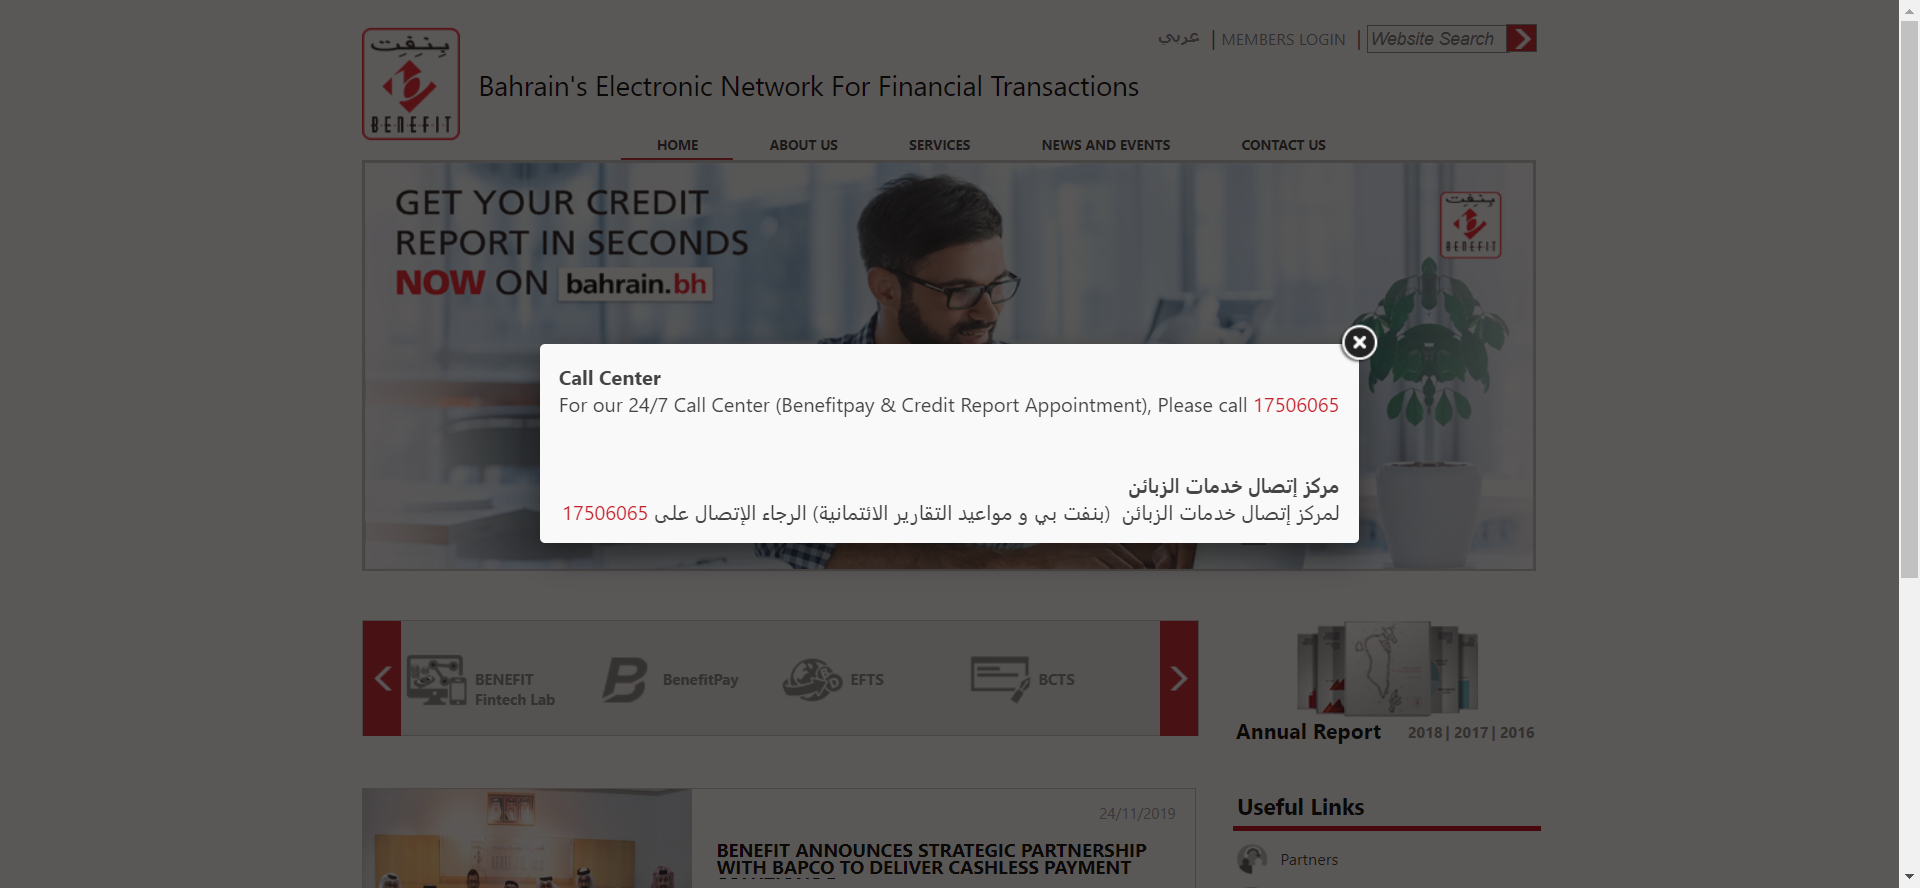 بنفت
BENEFIT
عربي
MEMBERS LOGIN
Website Search
Bahrain's Electronic Network For Financial Transactions
HOME
ABOUT US
SERVICES
NEWS AND EVENTS
CONTACT US
GET YOUR CREDIT
REPORT IN SECONDS
NOW ON bahrain.bh
بنفت
BENEFIT
Call Center
For our 24/7 Call Center (Benefitpay & Credit Report Appointment), Please call 17506065
مركز إتصال خدمات الزبائن
لمركز إتصال خدمات الزبائن (بنفت بي و مواعيد التقارير الائتمانية) الرجاء الإتصال على 17506065
BENEFIT
Fintech Lab
BenefitPay
EFTS
BCTS
Annual Report
2018 | 2017 | 2016
24/11/2019
BENEFIT ANNOUNCES STRATEGIC PARTNERSHIP
WITH BAPCO TO DELIVER CASHLESS PAYMENT
Useful Links
Partners